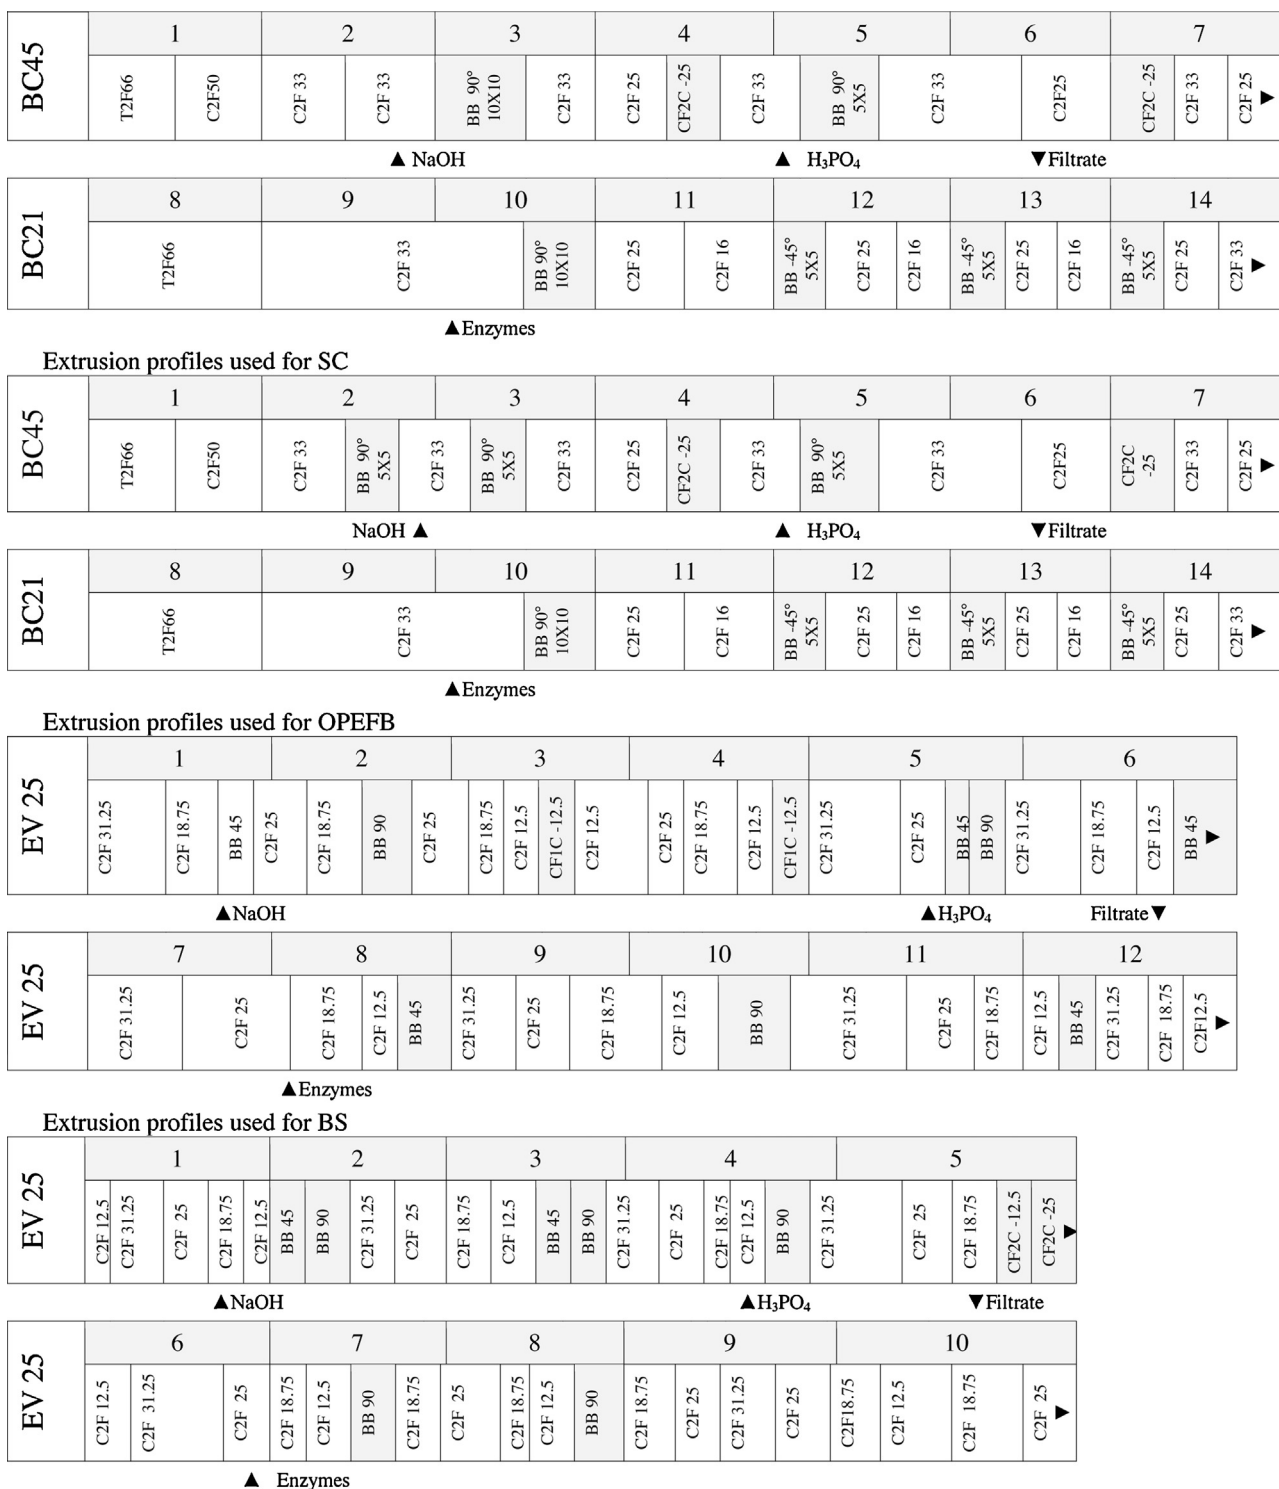 BC45
1 2 3 4 5 6 7
T2F66 C2F50 C2F 33 C2F 33 BB 90° 10X10 C2F 33 C2F 25 CF2C -25 C2F 33 BB 90° 5X5 C2F 33 C2F25 CF2C -25 C2F 33 C2F 25 ▶
▲ NaOH ▲ H₃PO₄ ▼Filtrate
BC21
8 9 10 11 12 13 14
T2F66 C2F 33 BB 90° 10X10 C2F 25 C2F 16 BB -45° 5X5 C2F 25 C2F 16 BB -45° 5X5 C2F 25 C2F 16 BB -45° 5X5 C2F 25 C2F 33 ▶
▲Enzymes
Extrusion profiles used for SC
BC45
1 2 3 4 5 6 7
T2F66 C2F50 C2F 33 BB 90° 5X5 C2F 33 BB 90° 5X5 C2F 33 C2F 25 CF2C -25 C2F 33 BB 90° 5X5 C2F 33 C2F25 CF2C -25 C2F 33 C2F 25 ▶
NaOH ▲ ▲ H₃PO₄ ▼Filtrate
BC21
8 9 10 11 12 13 14
T2F66 C2F 33 BB 90° 10X10 C2F 25 C2F 16 BB -45° 5X5 C2F 25 C2F 16 BB -45° 5X5 C2F 25 C2F 16 BB -45° 5X5 C2F 25 C2F 33 ▶
▲Enzymes
Extrusion profiles used for OPEFB
EV 25
1 2 3 4 5 6
C2F 31.25 C2F 18.75 BB 45 C2F 25 C2F 18.75 BB 90 C2F 25 C2F 18.75 C2F 12.5 CF1C -12.5 C2F 12.5 C2F 25 C2F 18.75 C2F 12.5 CF1C -12.5 C2F 31.25 C2F 25 BB 45 BB 90 C2F 31.25 C2F 18.75 C2F 12.5 BB 45 ▶
▲NaOH ▲H₃PO₄ Filtrate▼
EV 25
7 8 9 10 11 12
C2F 31.25 C2F 25 C2F 18.75 C2F 12.5 BB 45 C2F 31.25 C2F 25 C2F 18.75 C2F 12.5 BB 90 C2F 31.25 C2F 25 C2F 18.75 C2F 12.5 BB 45 C2F 31.25 C2F 18.75 C2F12.5 ▶
▲Enzymes
Extrusion profiles used for BS
EV 25
1 2 3 4 5
C2F 12.5 C2F 31.25 C2F 25 C2F 18.75 C2F 12.5 BB 45 BB 90 C2F 31.25 C2F 25 C2F 18.75 C2F 12.5 BB 45 BB 90 C2F 31.25 C2F 25 C2F 18.75 C2F 12.5 BB 90 C2F 31.25 C2F 25 C2F 18.75 CF2C -12.5 CF2C -25 ▶
▲NaOH ▲H₃PO₄ ▼Filtrate
EV 25
6 7 8 9 10
C2F 12.5 C2F 31.25 C2F 25 C2F 18.75 C2F 12.5 BB 90 C2F 18.75 C2F 25 C2F 18.75 C2F 12.5 BB 90 C2F 18.75 C2F 25 C2F 31.25 C2F 25 C2F18.75 C2F 12.5 C2F 18.75 C2F 25 ▶
▲ Enzymes